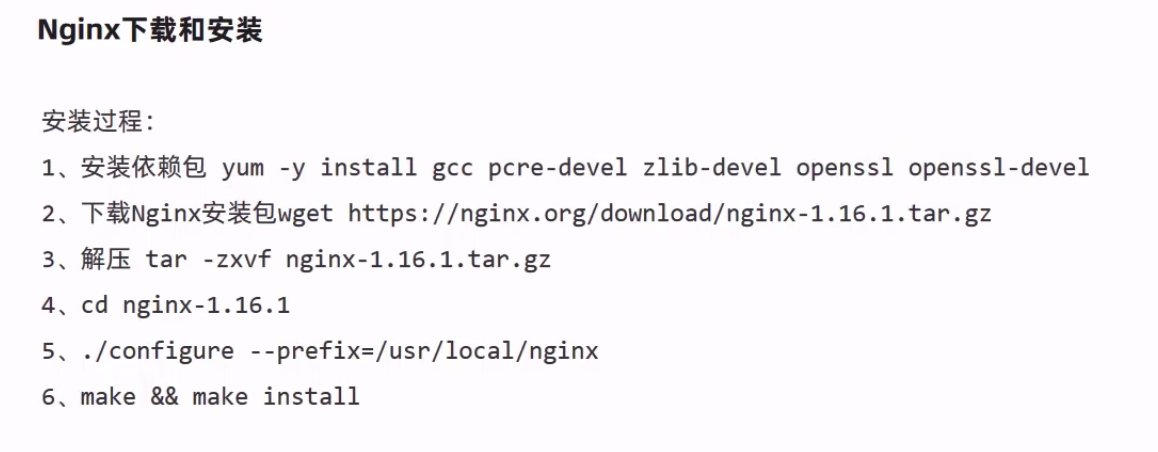 Nginx下载和安装
安装过程:
1、安装依赖包 yum -y install gcc pcre-devel zlib-devel openssl openssl-devel
2、下载Nginx安装包wget https://nginx.org/download/nginx-1.16.1.tar.gz
3、解压 tar -zxvf nginx-1.16.1.tar.gz
4、cd nginx-1.16.1
5、./configure --prefix=/usr/local/nginx
6、make && make install